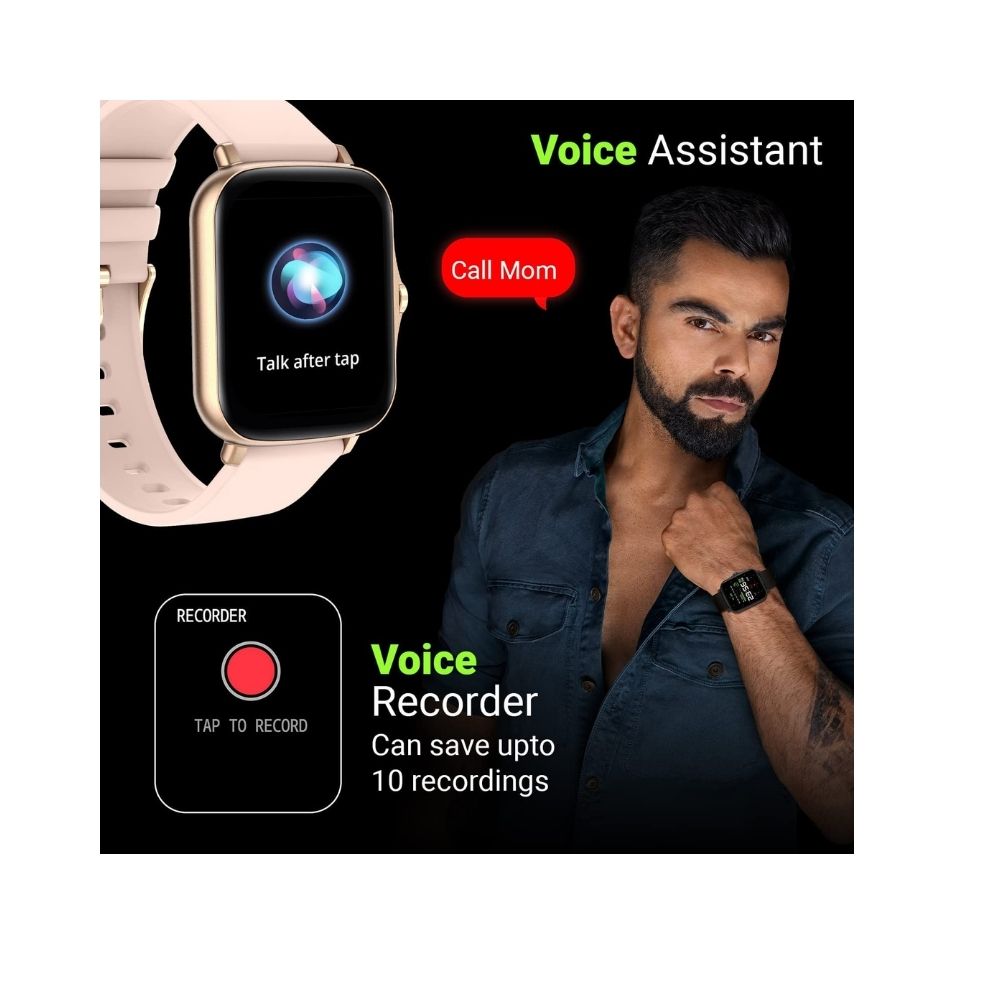 Voice Assistant
Call Mom
Talk after tap
RECORDER
TAP TO RECORD
Voice
Recorder
Can save upto
10 recordings